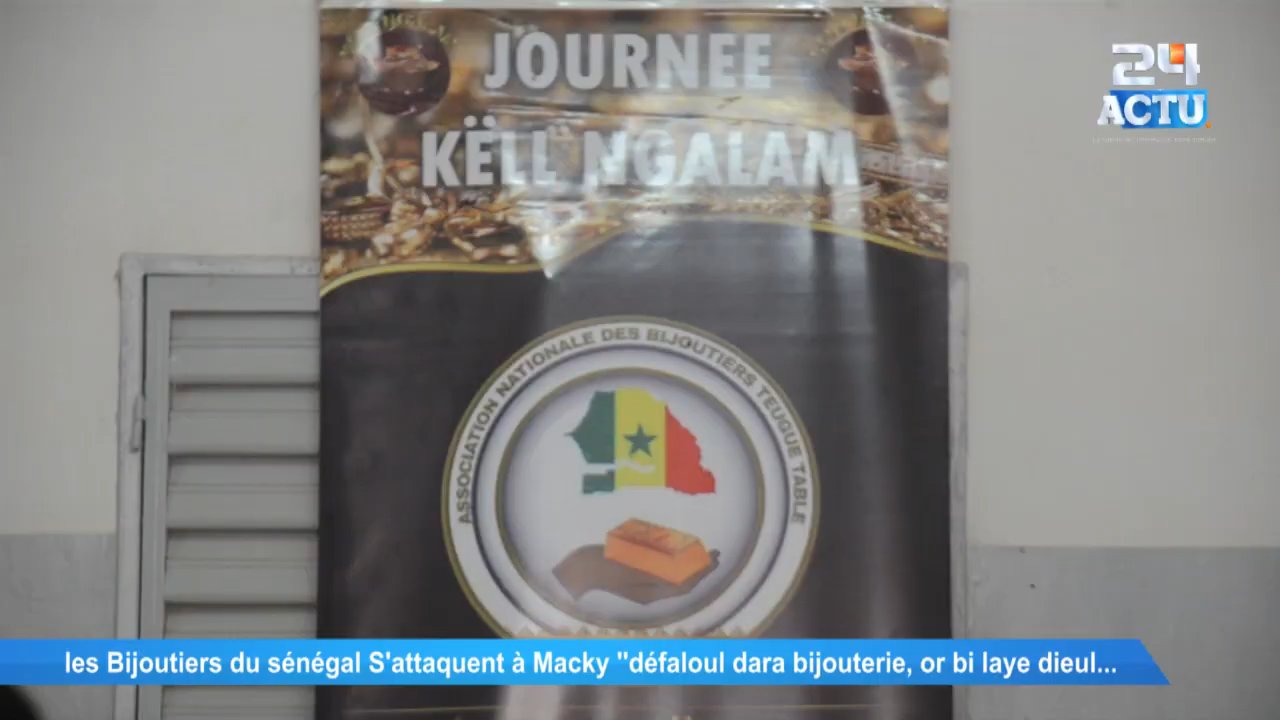 JOURNEE
KËLL NGALAM
24
ACTU.
ASSOCIATION NATIONALE DES BIJOUTIERS TEUGUE TABLE
les Bijoutiers du sénégal S'attaquent à Macky "défaloul dara bijouterie, or bi laye dieul...